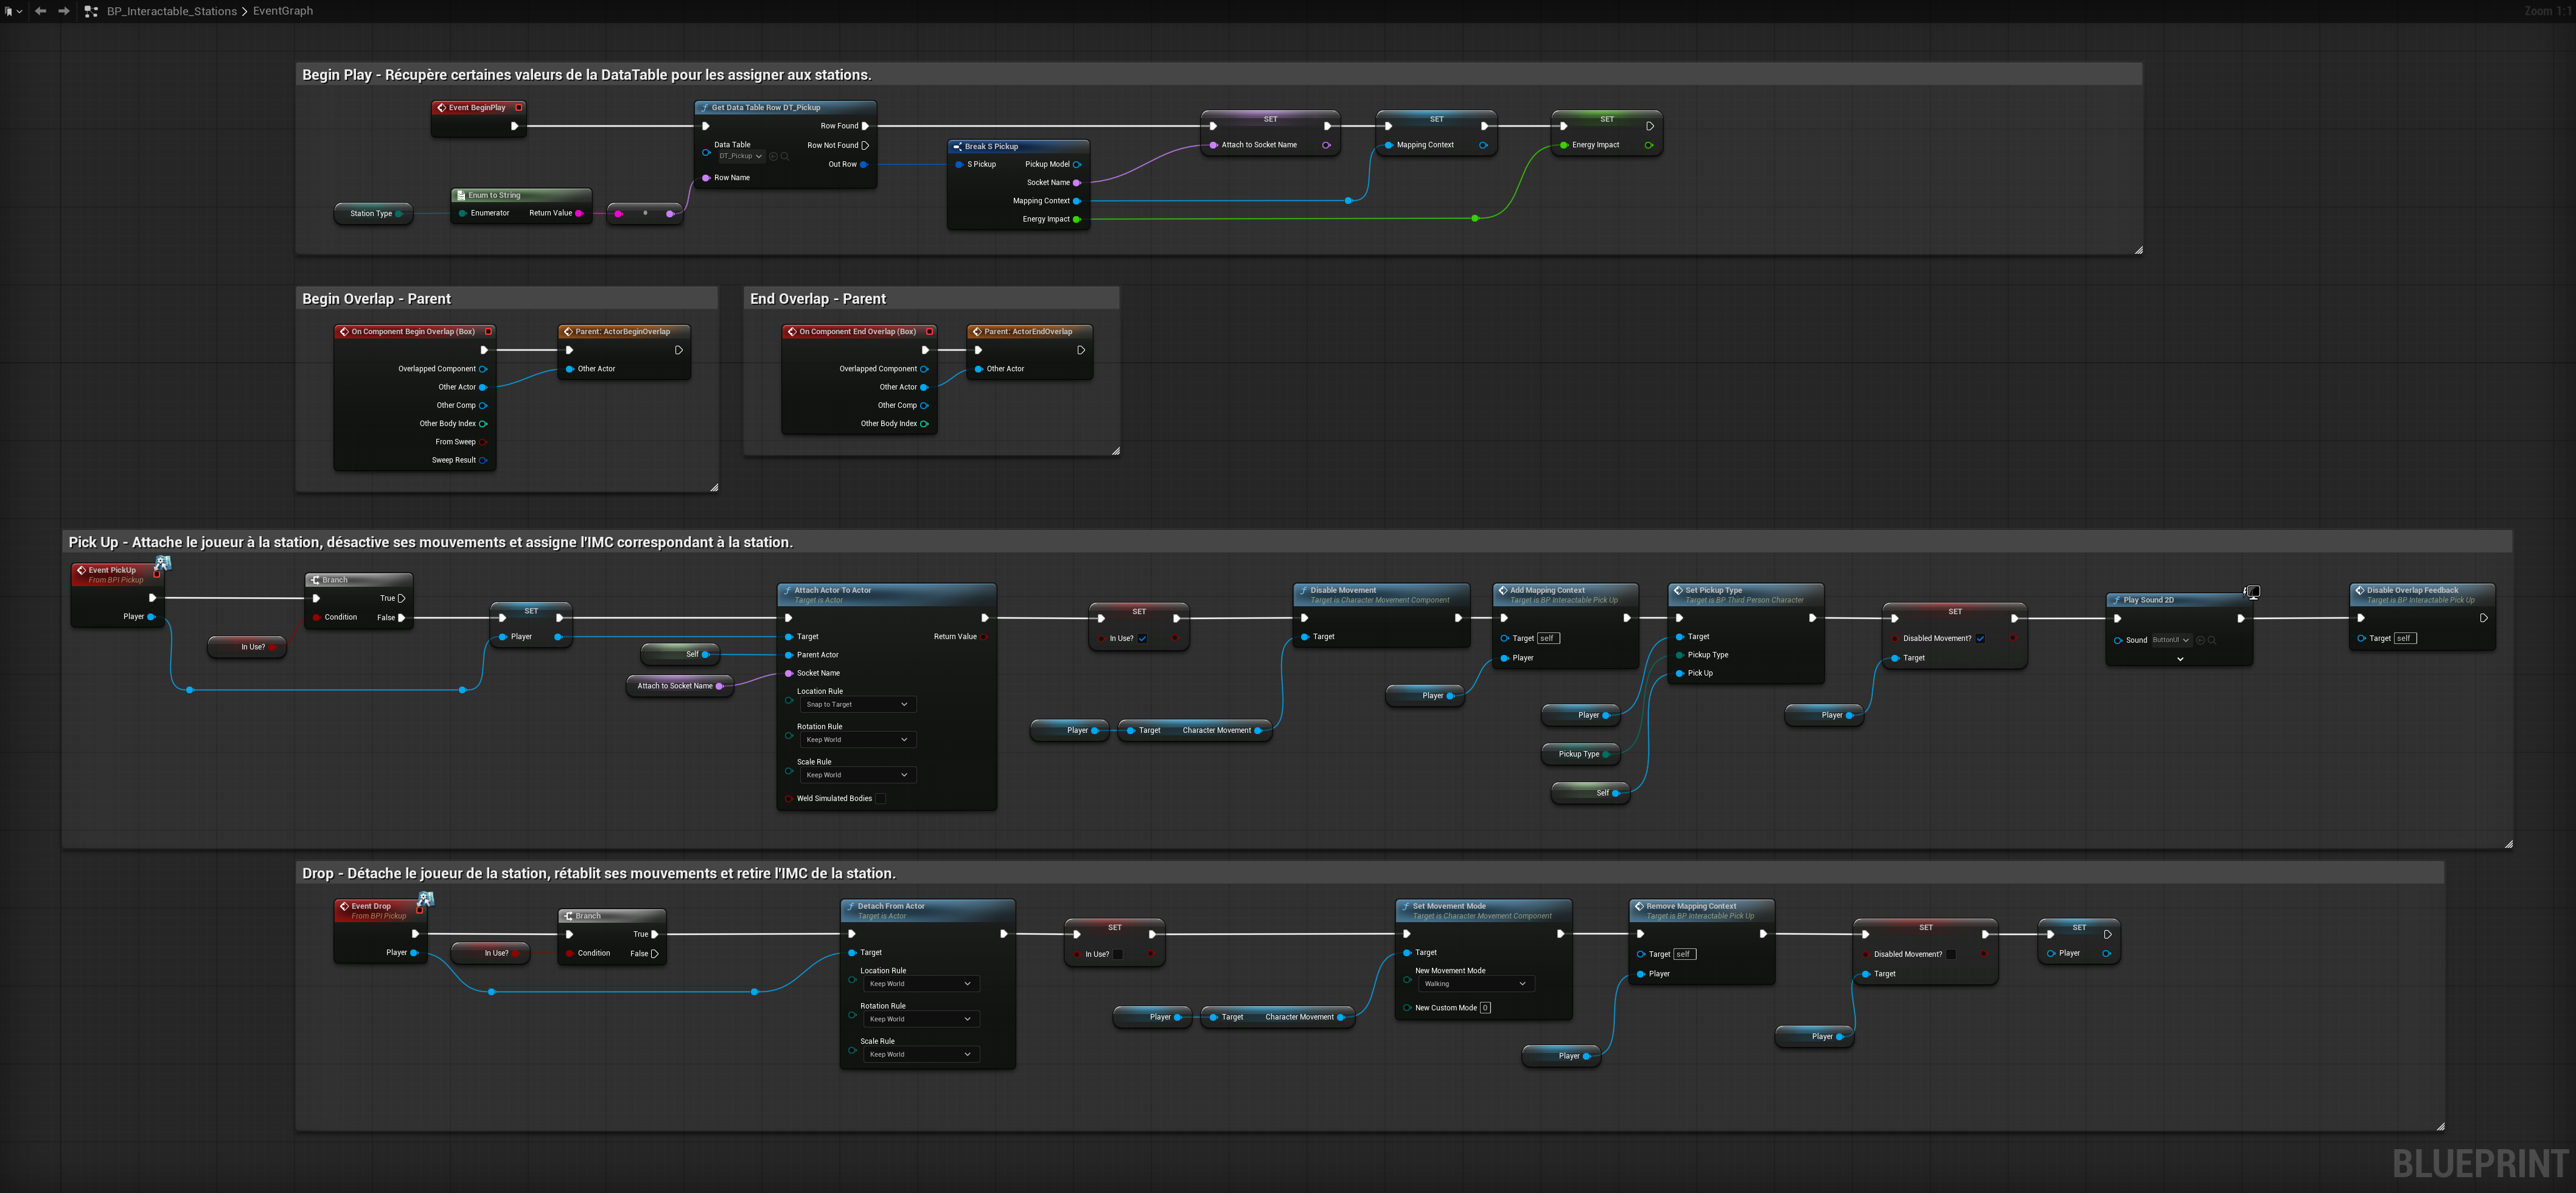 BP_Interactable_Stations > EventGraph
Zoom 1:1
Begin Play - Récupère certaines valeurs de la DataTable pour les assigner aux stations.
Event BeginPlay
Get Data Table Row DT_Pickup
Row Found
Data Table
DT_Pickup
Row Not Found
Out Row
Row Name
Station Type
Enum to String
Enumerator
Return Value
Break S Pickup
S Pickup
Pickup Model
Socket Name
Mapping Context
Energy Impact
SET
Attach to Socket Name
SET
Mapping Context
SET
Energy Impact
Begin Overlap - Parent
On Component Begin Overlap (Box)
Overlapped Component
Other Actor
Other Comp
Other Body Index
From Sweep
Sweep Result
Parent: ActorBeginOverlap
Other Actor
End Overlap - Parent
On Component End Overlap (Box)
Overlapped Component
Other Actor
Other Comp
Other Body Index
Parent: ActorEndOverlap
Other Actor
Pick Up - Attache le joueur à la station, désactive ses mouvements et assigne l'IMC correspondant à la station.
Event PickUp
From BPI Pickup
Player
In Use?
Branch
Condition
True
False
SET
Player
Self
Attach to Socket Name
Attach Actor To Actor
Target is Actor
Target
Return Value
Parent Actor
Socket Name
Location Rule
Snap to Target
Rotation Rule
Keep World
Scale Rule
Keep World
Weld Simulated Bodies
SET
In Use?
Player
Target
Character Movement
Disable Movement
Target is Character Movement Component
Target
Player
Add Mapping Context
Target is BP Interactable Pick Up
Target
self
Player
Player
Pickup Type
Self
Set Pickup Type
Target is BP Third Person Character
Target
Pickup Type
Pick Up
Player
SET
Disabled Movement?
Target
Play Sound 2D
Sound
ButtonUI
Disable Overlap Feedback
Target is BP Interactable Pick Up
Target
self
Drop - Détache le joueur de la station, rétablit ses mouvements et retire l'IMC de la station.
Event Drop
From BPI Pickup
Player
In Use?
Branch
Condition
True
False
Detach From Actor
Target is Actor
Target
Location Rule
Keep World
Rotation Rule
Keep World
Scale Rule
Keep World
SET
In Use?
Player
Target
Character Movement
Set Movement Mode
Target is Character Movement Component
Target
New Movement Mode
Walking
New Custom Mode
0
Player
Remove Mapping Context
Target is BP Interactable Pick Up
Target
self
Player
Player
SET
Disabled Movement?
Target
SET
Player
BLUEPRINT